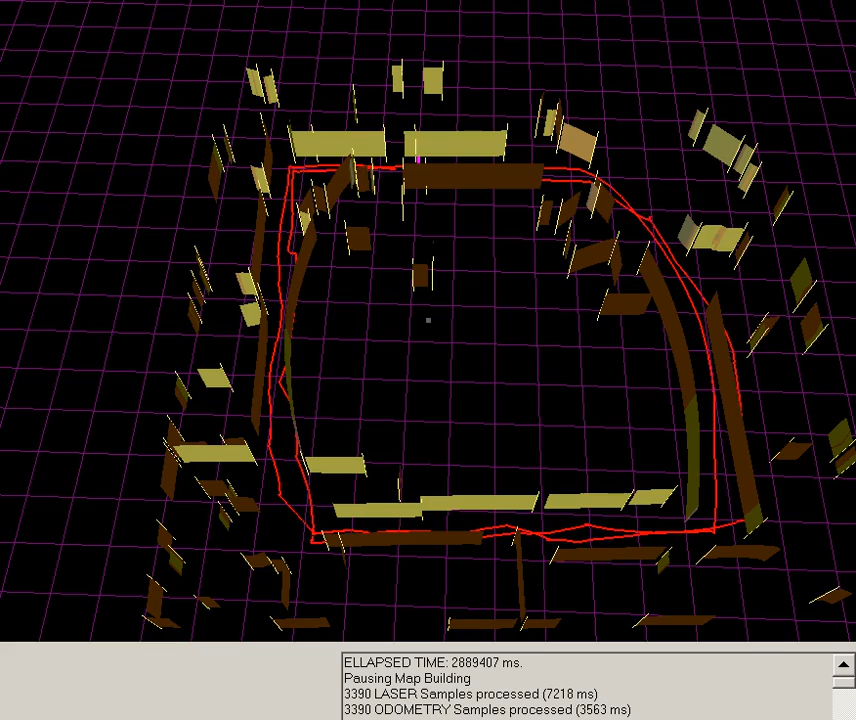 ELLAPSED TIME: 2889407 ms.
Pausing Map Building
3390 LASER Samples processed (7218 ms)
3390 ODOMETRY Samples processed (3563 ms)